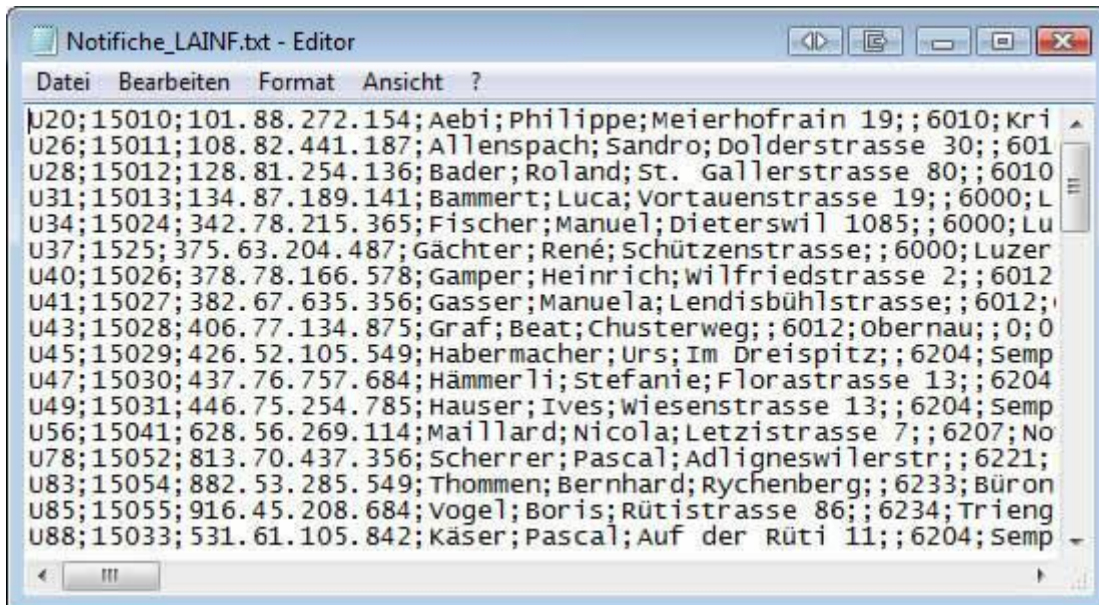 Notifiche_LAINF.txt - Editor
Datei Bearbeiten Format Ansicht ?
U20;15010;101.88.272.154;Aebi;Philippe;Meierhofrain 19;;6010;Kri
U26;15011;108.82.441.187;Allenspach;Sandro;Dolderstrasse 30;;601
U28;15012;128.81.254.136;Bader;Roland;St. Gallerstrasse 80;;6010
U31;15013;134.87.189.141;Bammert;Luca;Vortauenstrasse 19;;6000;L
U34;15024;342.78.215.365;Fischer;Manuel;Dieterswil 1085;;6000;Lu
U37;1525;375.63.204.487;Gächter;René;Schützenstrasse;;6000;Luzer
U40;15026;378.78.166.578;Gamper;Heinrich;Wilfriedstrasse 2;;6012
U41;15027;382.67.635.356;Gasser;Manuela;Lendisbühlstrasse;;6012;
U43;15028;406.77.134.875;Graf;Beat;Chusterweg;;6012;Obernau;;0;0
U45;15029;426.52.105.549;Habermacher;Urs;Im Dreispitz;;6204;Semp
U47;15030;437.76.757.684;Hämmerli;Stefanie;Florastrasse 13;;6204
U49;15031;446.75.254.785;Hauser;Ives;Wiesenstrasse 13;;6204;Semp
U56;15041;628.56.269.114;Maillard;Nicola;Letzistrasse 7;;6207;No
U78;15052;813.70.437.356;Scherrer;Pascal;Adligneswilerstr;;6221;
U83;15054;882.53.285.549;Thommen;Bernhard;Rychenberg;;6233;Büron
U85;15055;916.45.208.684;Vogel;Boris;Rütistrasse 86;;6234;Trieng
U88;15033;531.61.105.842;Käser;Pascal;Auf der Rüti 11;;6204;Semp